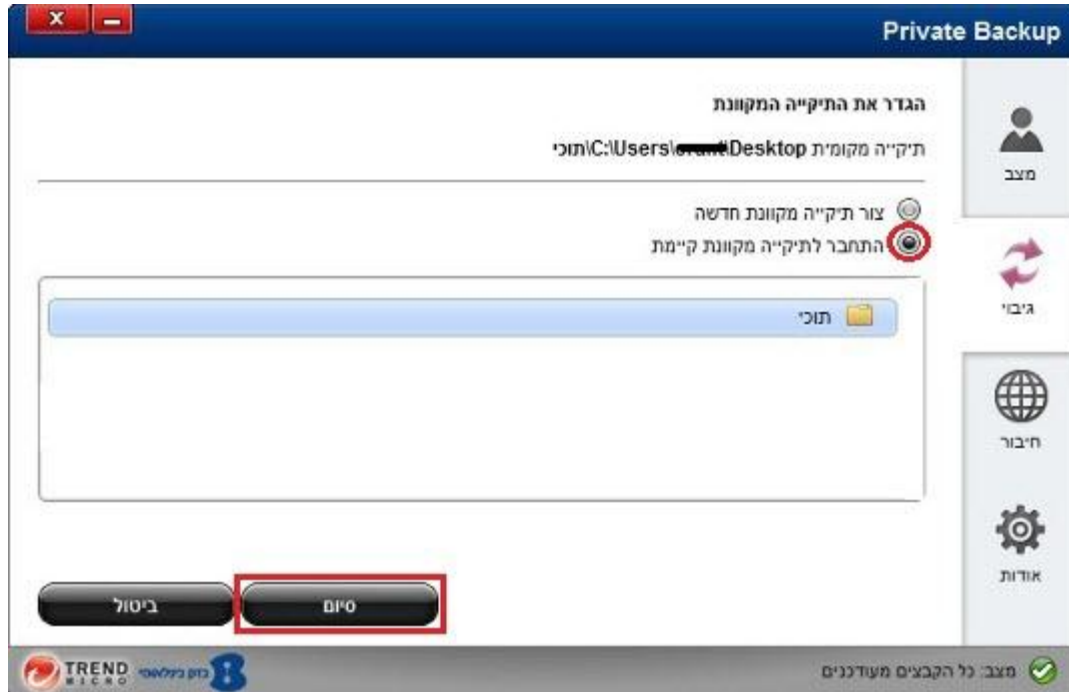 Private Backup
הגדר את התיקייה המקוונת
תיקייה מקומית C:\Users\ \Desktop\תוכי
צור תיקייה מקוונת חדשה
התחבר לתיקייה מקוונת קיימת
תוכי
מצב
גיבוי
חיבור
אודות
סיום
ביטול
מצב: כל הקבצים מעודכנים
בזק בינלאומי
TREND
MICRO